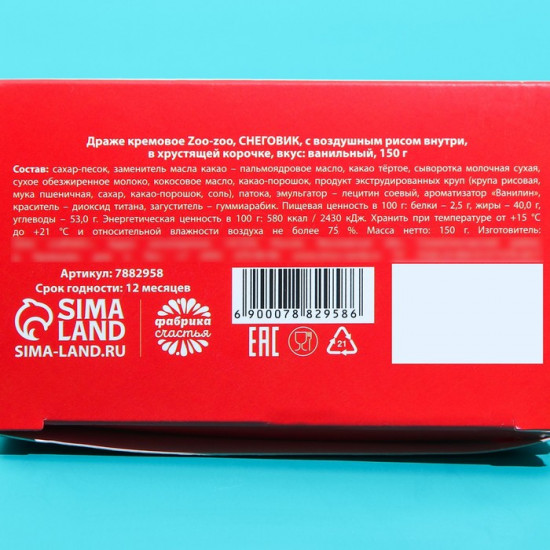 Драже кремовое Zoo-zoo, СНЕГОВИК, с воздушным рисом внутри,
в хрустящей корочке, вкус: ванильный, 150 г
Состав: сахар-песок, заменитель масла какао – пальмоядровое масло, какао тёртое, сыворотка молочная сухая,
сухое обезжиренное молоко, кокосовое масло, какао-порошок, продукт экструдированных круп (крупа рисовая,
мука пшеничная, сахар, какао-порошок, соль), патока, эмульгатор – лецитин соевый, ароматизатор «Ванилин»,
краситель – диоксид титана, загуститель – гуммиарабик. Пищевая ценность в 100 г: белки – 2,5 г, жиры – 40,0 г,
углеводы – 53,0 г. Энергетическая ценность в 100 г: 580 ккал / 2430 кДж. Хранить при температуре от +15 °С
до +21 °С и относительной влажности воздуха не более 75 %. Масса нетто: 150 г. Изготовитель:
Артикул: 7882958
Срок годности: 12 месяцев
SIMA
LAND
SIMA-LAND.RU
фабрика
счастья
6 900078 829586
EAC
21